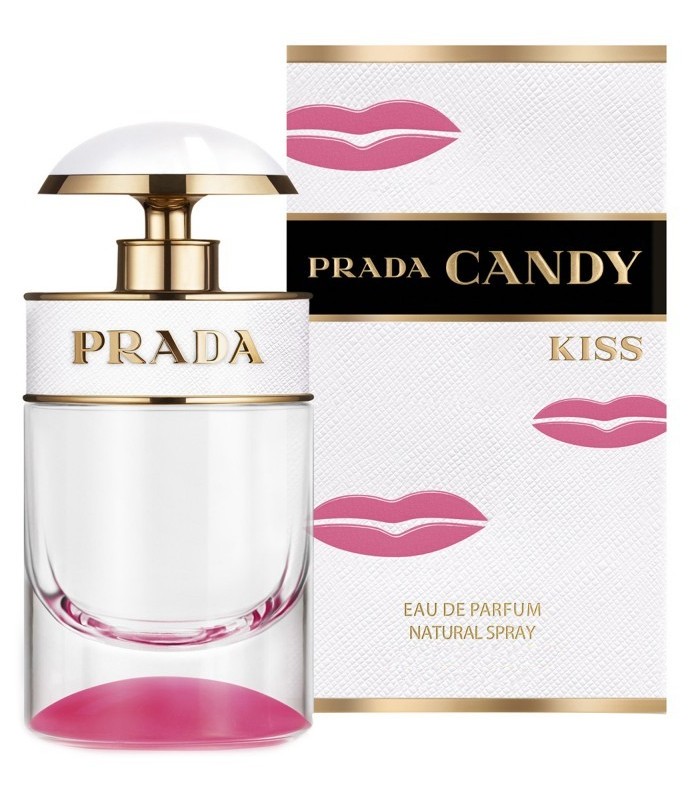 PRADA
PRADA CANDY
KISS
EAU DE PARFUM
NATURAL SPRAY